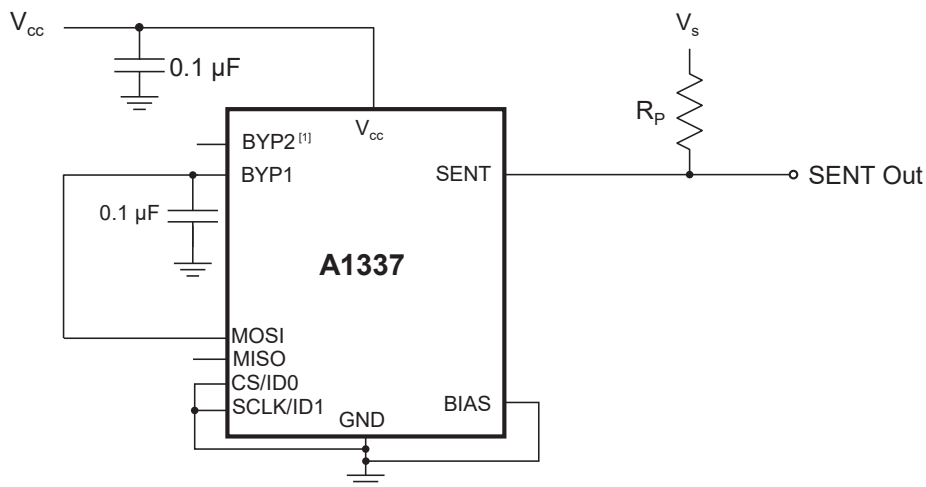 Vcc
0.1 µF
Vs
RP
Vcc
BYP2 [1]
BYP1
SENT
SENT Out
0.1 µF
A1337
MOSI
MISO
CS/ID0
SCLK/ID1
BIAS
GND